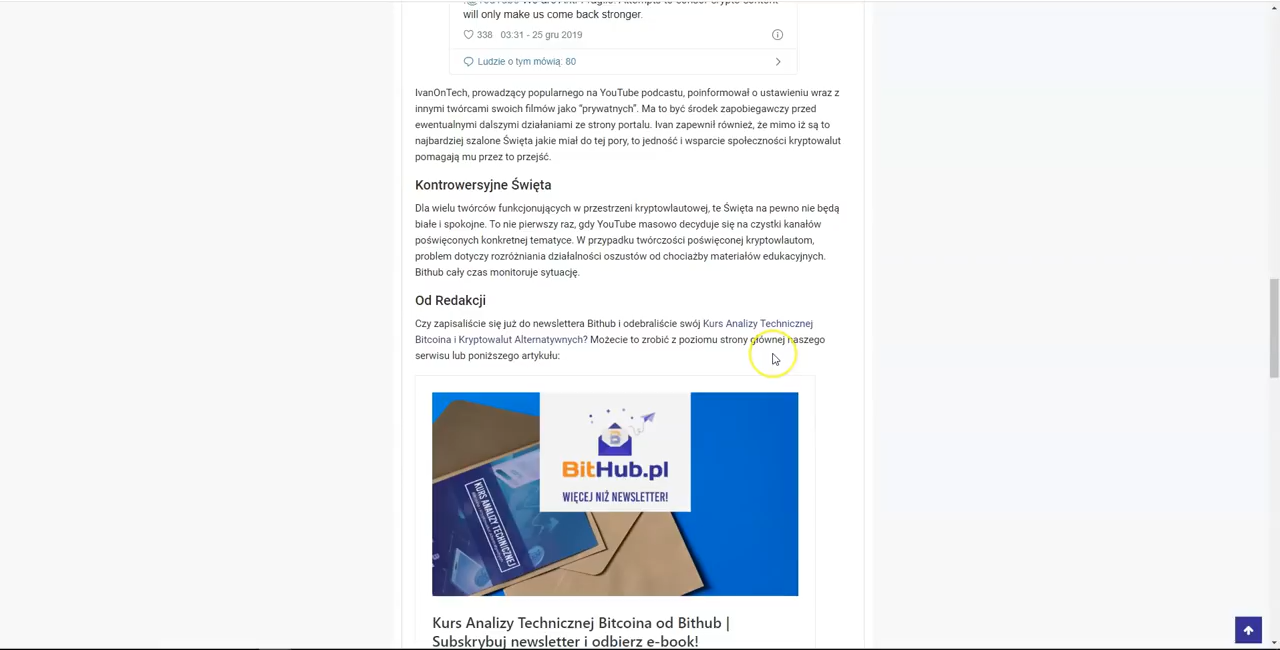 will only make us come back stronger.
338 03:31 - 25 gru 2019
Ludzie o tym mówią: 80
IvanOnTech, prowadzący popularnego na YouTube podcastu, poinformował o ustawieniu wraz z
innymi twórcami swoich filmów jako “prywatnych”. Ma to być środek zapobiegawczy przed
ewentualnymi dalszymi działaniami ze strony portalu. Ivan zapewnił również, że mimo iż są to
najbardziej szalone Święta jakie miał do tej pory, to jedność i wsparcie społeczności kryptowalut
pomagają mu przez to przejść.
Kontrowersyjne Święta
Dla wielu twórców funkcjonujących w przestrzeni kryptowlautowej, te Święta na pewno nie będą
białe i spokojne. To nie pierwszy raz, gdy YouTube masowo decyduje się na czystki kanałów
poświęconych konkretnej tematyce. W przypadku twórczości poświęconej kryptowlautom,
problem dotyczy rozróżniania działalności oszustów od chociażby materiałów edukacyjnych.
Bithub cały czas monitoruje sytuację.
Od Redakcji
Czy zapisaliście się już do newslettera Bithub i odebraliście swój Kurs Analizy Technicznej
Bitcoina i Kryptowalut Alternatywnych? Możecie to zrobić z poziomu strony głównej naszego
serwisu lub poniższego artykułu:
BitHub.pl
WIĘCEJ NIŻ NEWSLETTER!
KURS ANALIZY TECHNICZNEJ
Kurs Analizy Technicznej Bitcoina od Bithub |
Subskrybuj newsletter i odbierz e-book!